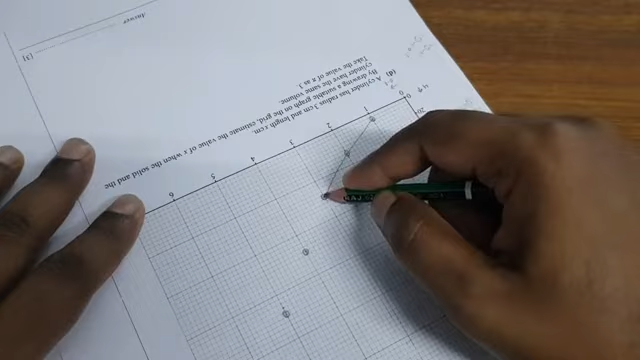 20
0
1
2
3
4
5
6
(d)
A cylinder has radius 3 cm and length x cm.
By drawing a suitable graph on the grid, estimate the value of x when the solid and the
cylinder have the same volume.
Take the value of π as 3.
Answer
[3]